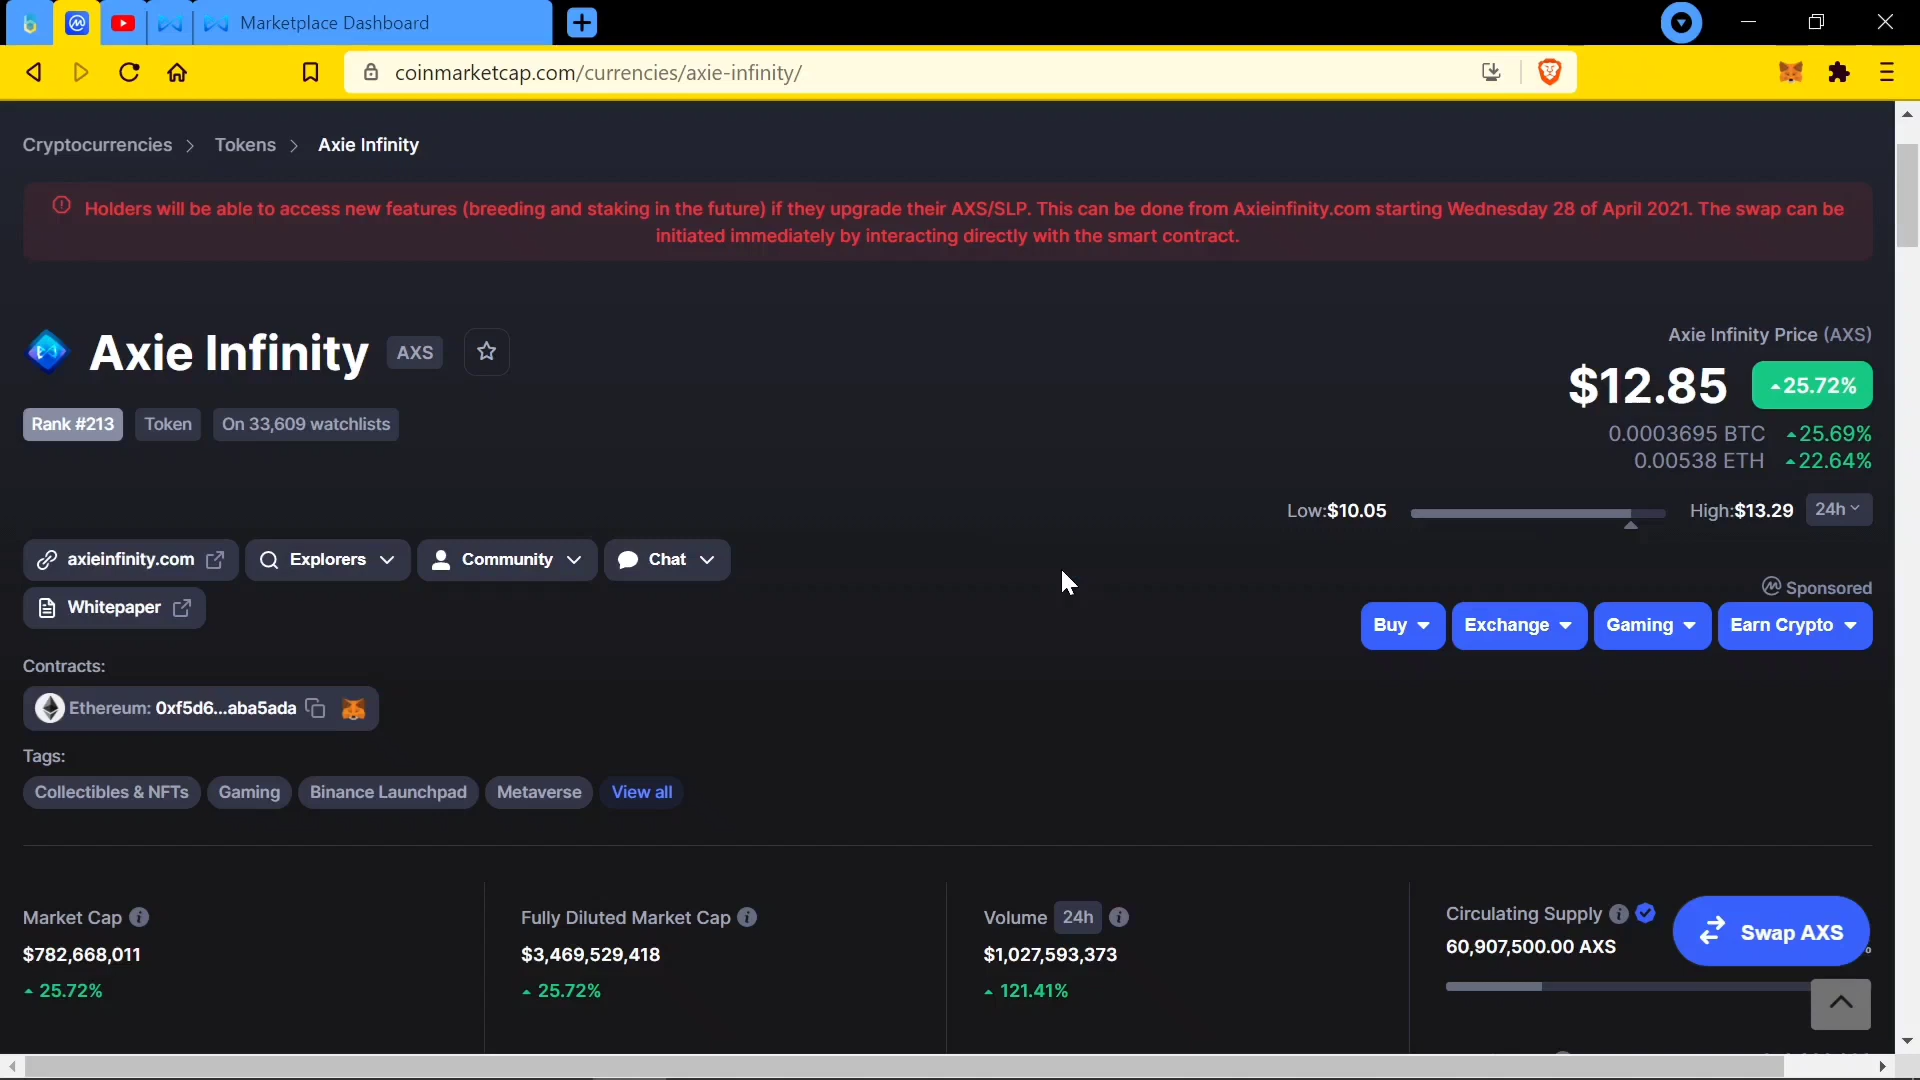 Marketplace Dashboard
coinmarketcap.com/currencies/axie-infinity/
Cryptocurrencies > Tokens > Axie Infinity
Holders will be able to access new features (breeding and staking in the future) if they upgrade their AXS/SLP. This can be done from Axieinfinity.com starting Wednesday 28 of April 2021. The swap can be
initiated immediately by interacting directly with the smart contract.
Axie Infinity AXS
Rank #213 Token On 33,609 watchlists
Axie Infinity Price (AXS)
$12.85 25.72%
0.0003695 BTC 25.69%
0.00538 ETH 22.64%
Low:$10.05 High:$13.29 24h
axieinfinity.com Explorers Community Chat
Whitepaper
Sponsored
Buy Exchange Gaming Earn Crypto
Contracts:
Ethereum: 0xf5d6...aba5ada
Tags:
Collectibles & NFTs Gaming Binance Launchpad Metaverse View all
Market Cap
$782,668,011
25.72%
Fully Diluted Market Cap
$3,469,529,418
25.72%
Volume 24h
$1,027,593,373
121.41%
Circulating Supply
60,907,500.00 AXS
Swap AXS